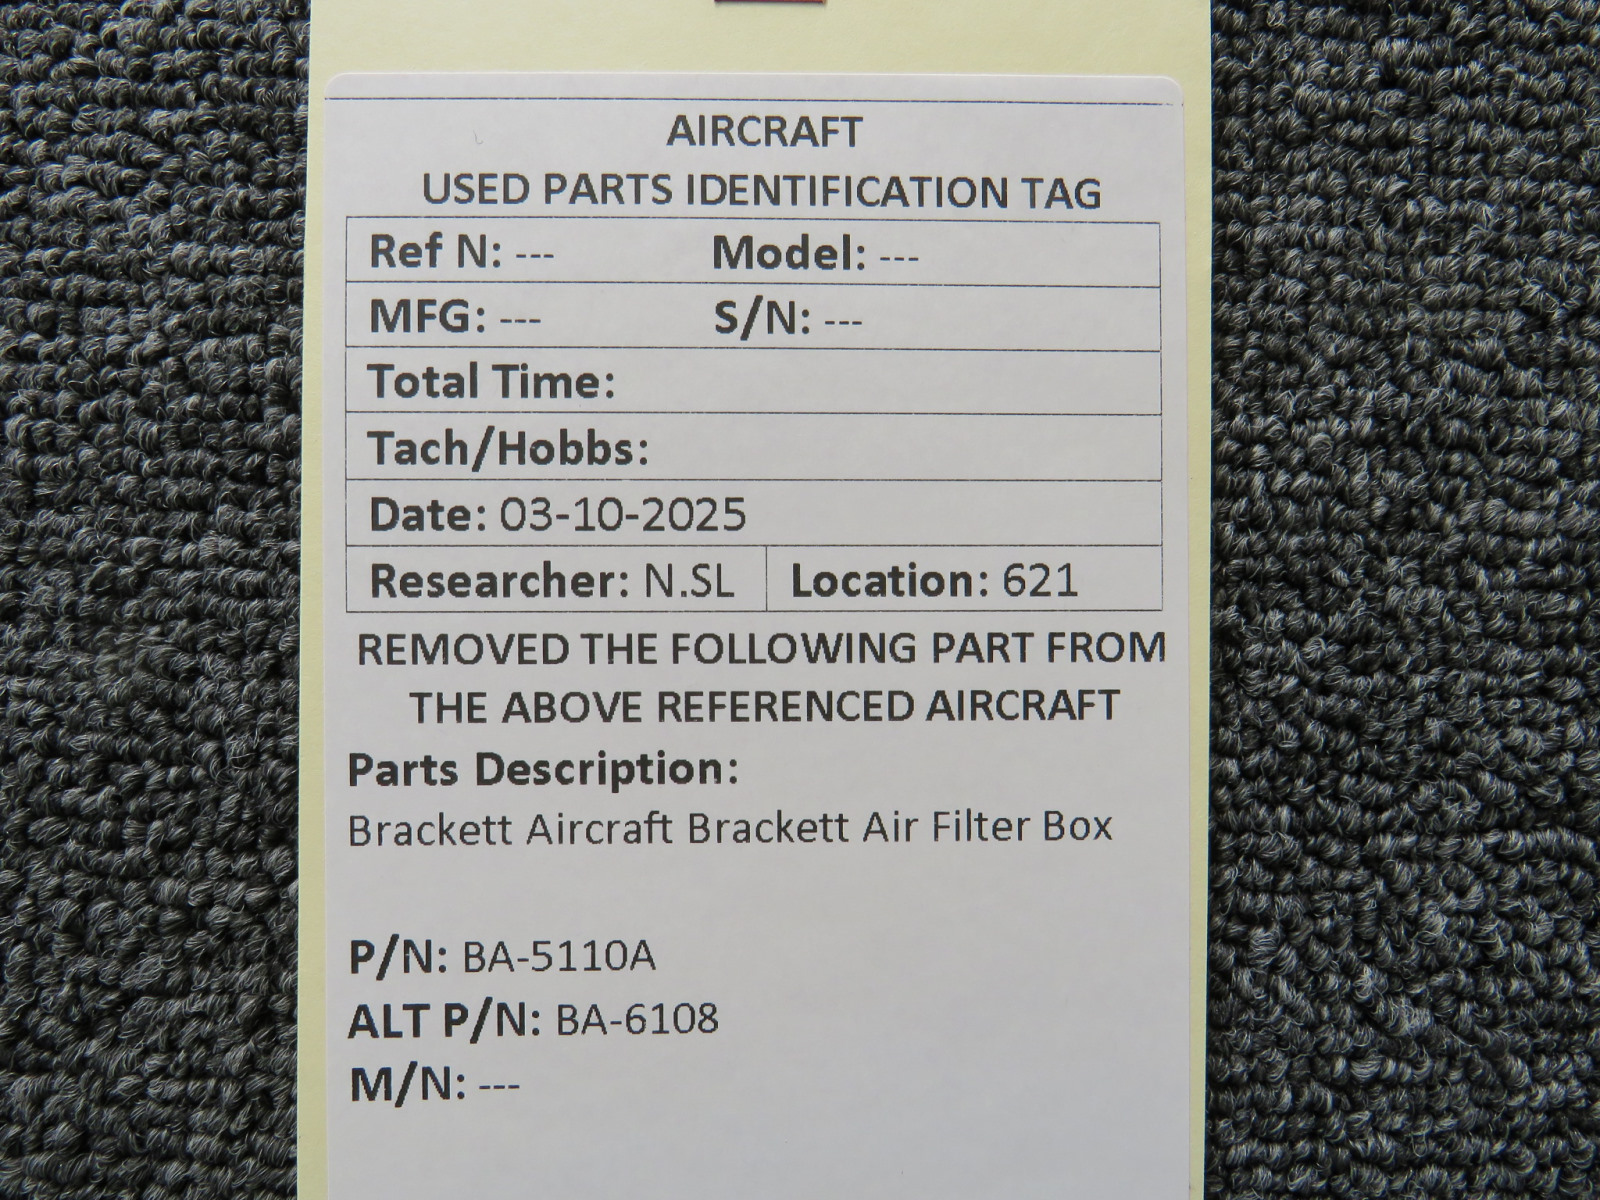 AIRCRAFT
USED PARTS IDENTIFICATION TAG
Ref N: --- Model: ---
MFG: --- S/N: ---
Total Time:
Tach/Hobbs:
Date: 03-10-2025
Researcher: N.SL Location: 621
REMOVED THE FOLLOWING PART FROM
THE ABOVE REFERENCED AIRCRAFT
Parts Description:
Brackett Aircraft Brackett Air Filter Box
P/N: BA-5110A
ALT P/N: BA-6108
M/N: ---